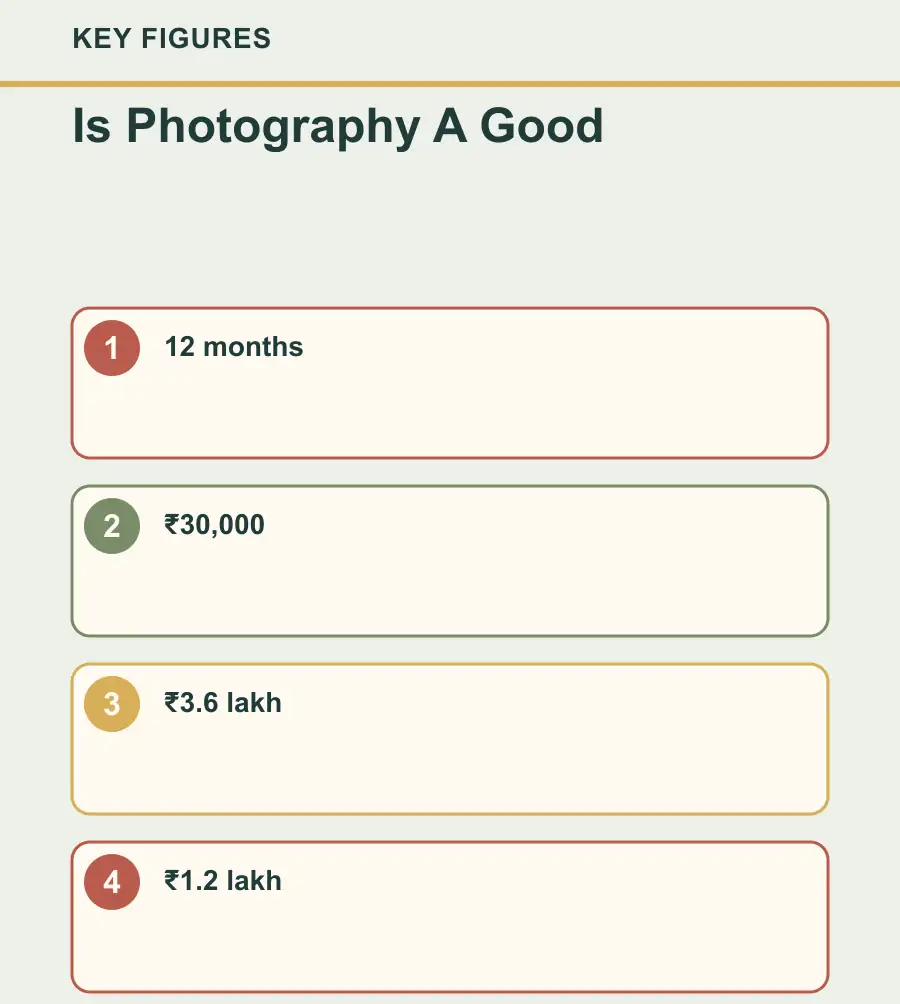 KEY FIGURES
Is Photography A Good
1 12 months
2 ₹30,000
3 ₹3.6 lakh
4 ₹1.2 lakh